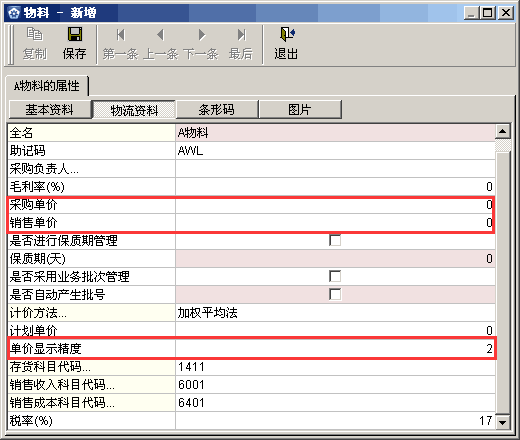 物料 - 新增
复制 保存 第一条 上一条 下一条 最后 退出
A物料的属性
基本资料 物流资料 条形码 图片
全名 A物料
助记码 AWL
采购负责人...
毛利率(%) 0
采购单价 0
销售单价 0
是否进行保质期管理
保质期(天) 0
是否采用业务批次管理
是否自动产生批号
计价方法... 加权平均法
计划单价 0
单价显示精度 2
存货科目代码... 1411
销售收入科目代码... 6001
销售成本科目代码... 6401
税率(%) 17